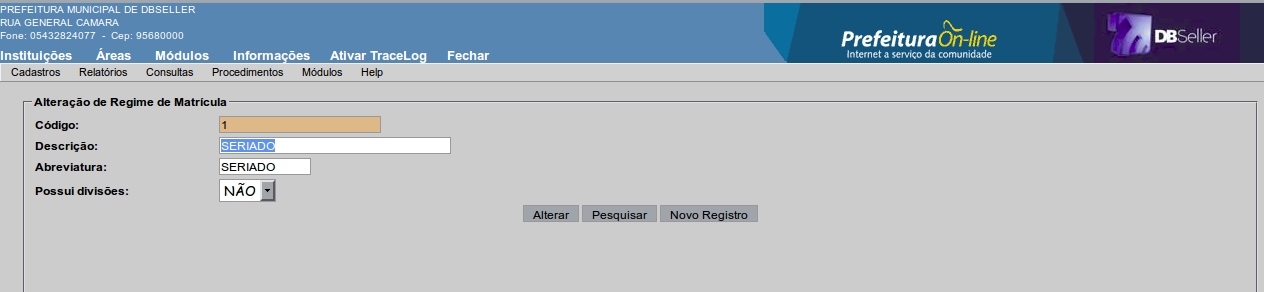 PREFEITURA MUNICIPAL DE DBSELLER
RUA GENERAL CAMARA
Fone: 05432824077 - Cep: 95680000
PrefeituraOn-line
Internet a serviço da comunidade
DBSeller
Instituições Áreas Módulos Informações Ativar TraceLog Fechar
Cadastros Relatórios Consultas Procedimentos Módulos Help
Alteração de Regime de Matrícula
Código: 1
Descrição: SERIADO
Abreviatura: SERIADO
Possui divisões: NÃO
Alterar Pesquisar Novo Registro